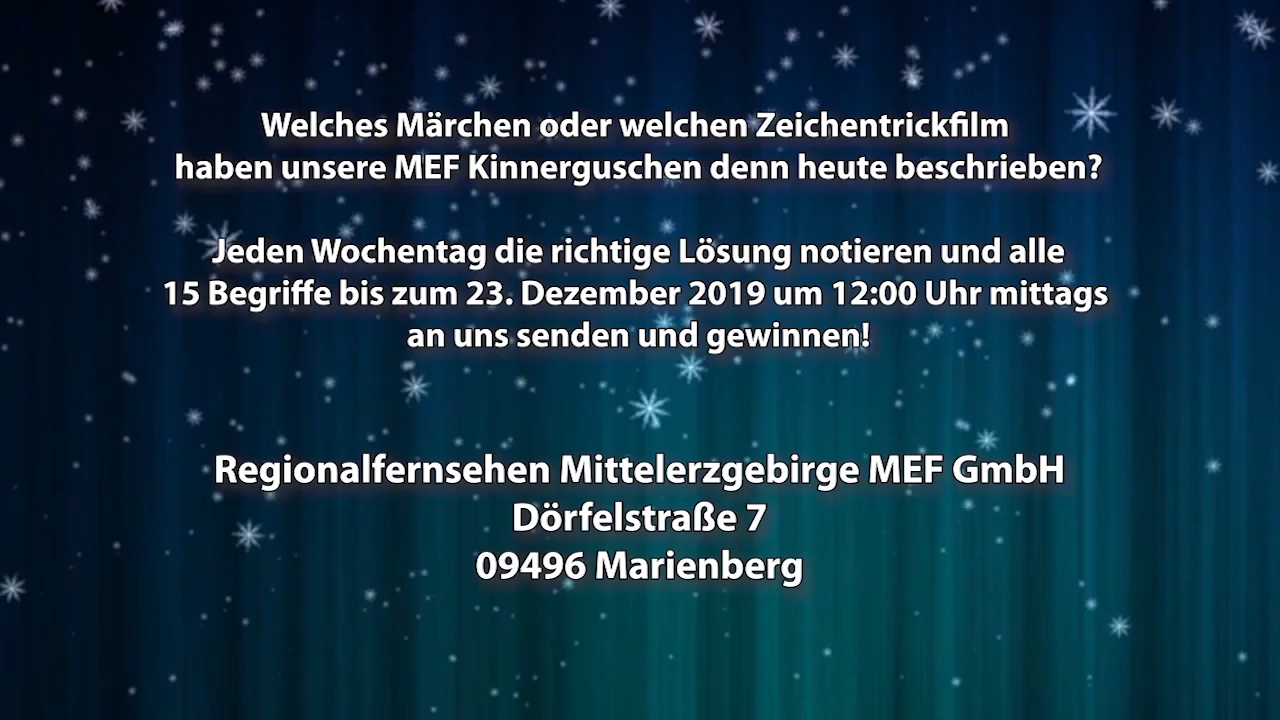 Welches Märchen oder welchen Zeichentrickfilm
haben unsere MEF Kinnerguschen denn heute beschrieben?
Jeden Wochentag die richtige Lösung notieren und alle
15 Begriffe bis zum 23. Dezember 2019 um 12:00 Uhr mittags
an uns senden und gewinnen!
Regionalfernsehen Mittelerzgebirge MEF GmbH
Dörfelstraße 7
09496 Marienberg